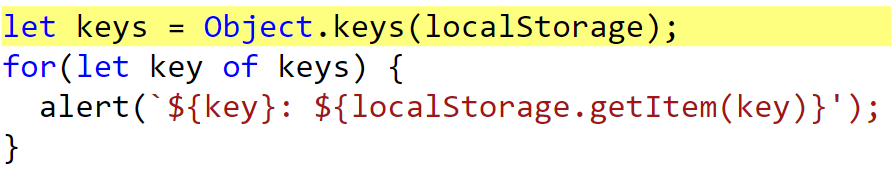 let keys = Object.keys(localStorage);
for(let key of keys) {
  alert(`${key}: ${localStorage.getItem(key)}');
}